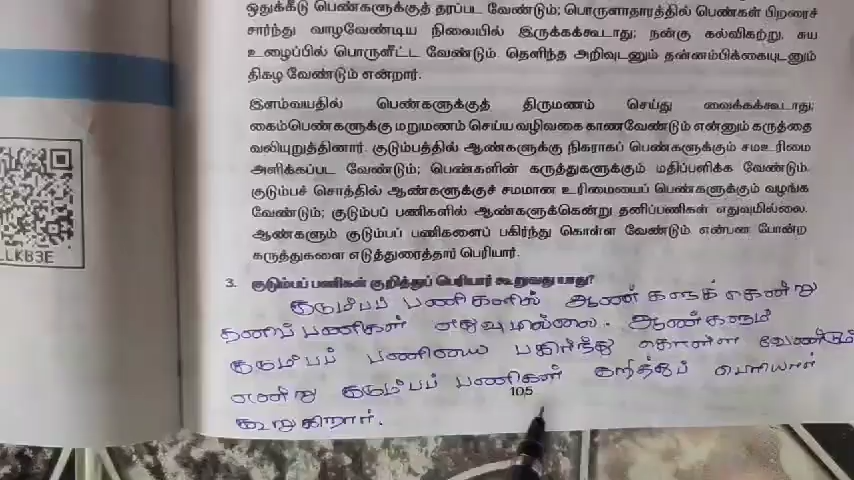 ஒதுக்கீடு பெண்களுக்குத் தரப்பட வேண்டும்; பொருளாதாரத்தில் பெண்கள் பிறரைச்
சார்ந்து வாழவேண்டிய நிலையில் இருக்கக்கூடாது; நன்கு கல்விகற்று, சுய
உழைப்பில் பொருளீட்ட வேண்டும். தெளிந்த அறிவுடனும் தன்னம்பிக்கையுடனும்
திகழ வேண்டும் என்றார்.
இளம்வயதில் பெண்களுக்குத் திருமணம் செய்து வைக்கக்கூடாது;
கைம்பெண்களுக்கு மறுமணம் செய்ய வழிவகை காணவேண்டும் என்னும் கருத்தை
வலியுறுத்தினார். குடும்பத்தில் ஆண்களுக்கு நிகராகப் பெண்களுக்கும் சமஉரிமை
அளிக்கப்பட வேண்டும்; பெண்களின் கருத்துகளுக்கும் மதிப்பளிக்க வேண்டும்.
குடும்பச் சொத்தில் ஆண்களுக்குச் சமமான உரிமையைப் பெண்களுக்கும் வழங்க
வேண்டும்; குடும்பப் பணிகளில் ஆண்களுக்கென்று தனிப்பணிகள் எதுவுமில்லை.
ஆண்களும் குடும்பப் பணிகளைப் பகிர்ந்து கொள்ள வேண்டும் என்பன போன்ற
கருத்துகளை எடுத்துரைத்தார் பெரியார்.
LKB3E
3. குடும்பப் பணிகள் குறித்துப் பெரியார் கூறுவது யாது?
குடும்பப் பணிகளில் ஆண் களுக் கென்று
தனிப் பணிகள் எதுவுமில்லை. ஆண்களும்
குடும்பப் பணியை பகிர்ந்து கொள்ள வேண்டும்
என்று குடும்பப் பணிகள் குறித்துப் பெரியார்
கூறுகிறார்.
105